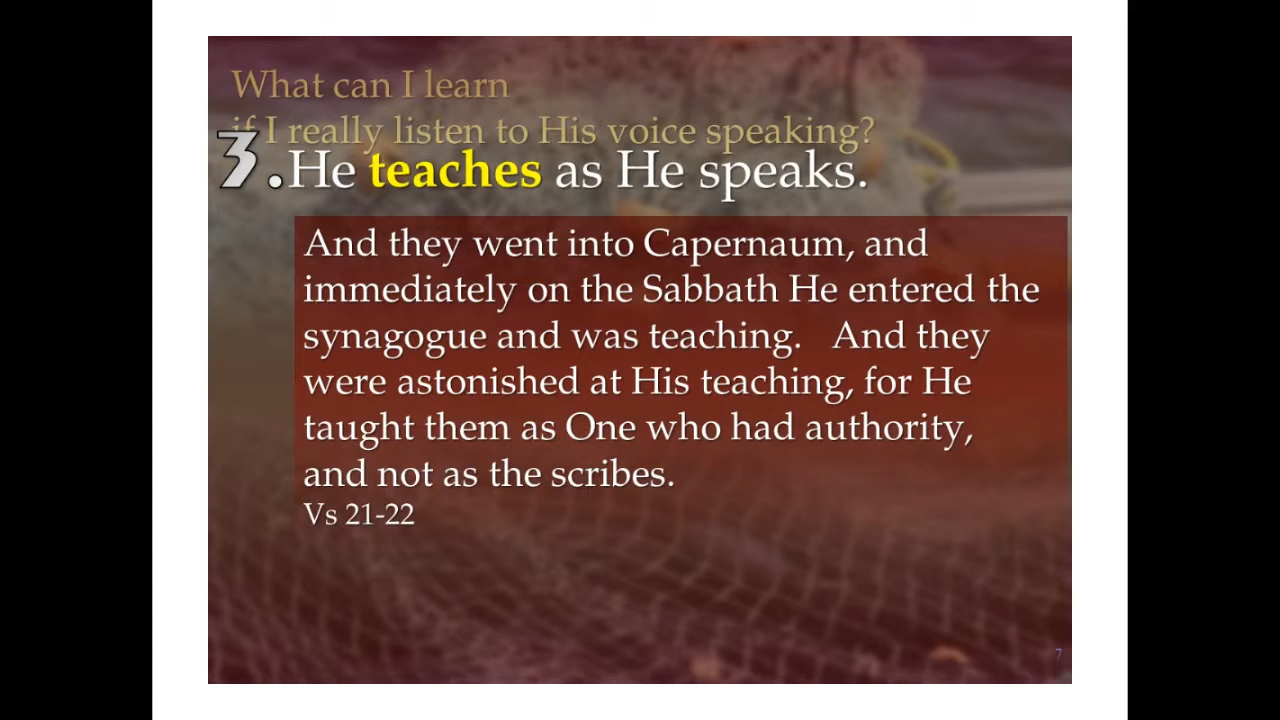 What can I learn
if I really listen to His voice speaking?
3. He teaches as He speaks.
And they went into Capernaum, and
immediately on the Sabbath He entered the
synagogue and was teaching. And they
were astonished at His teaching, for He
taught them as One who had authority,
and not as the scribes.
Vs 21-22
7